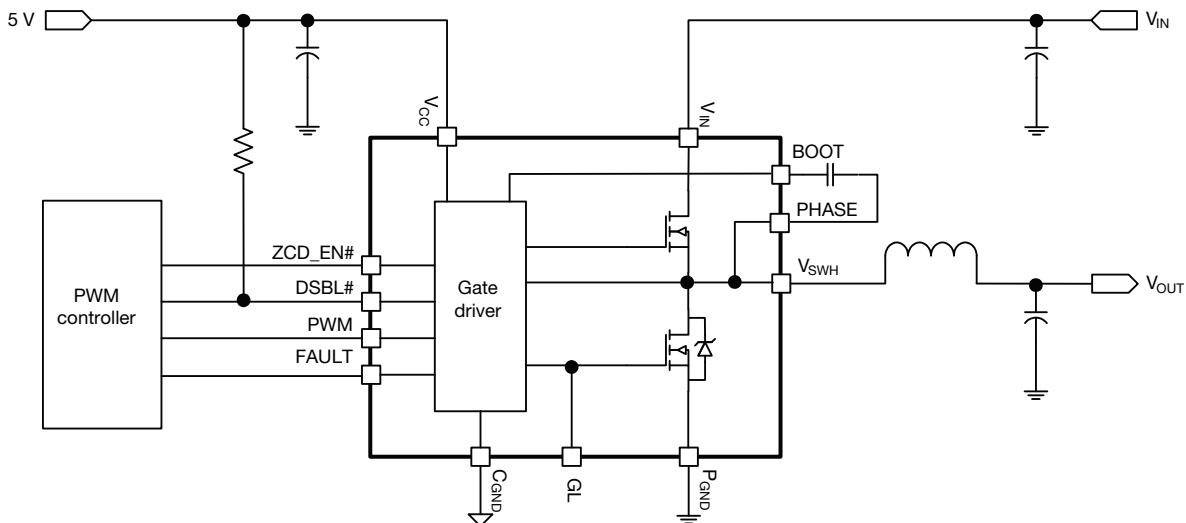 5 V
V_IN
V_CC
V_IN
BOOT
PHASE
ZCD_EN#
V_SWH
PWM
controller
DSBL#
Gate
driver
V_OUT
PWM
FAULT
C_GND
GL
P_GND